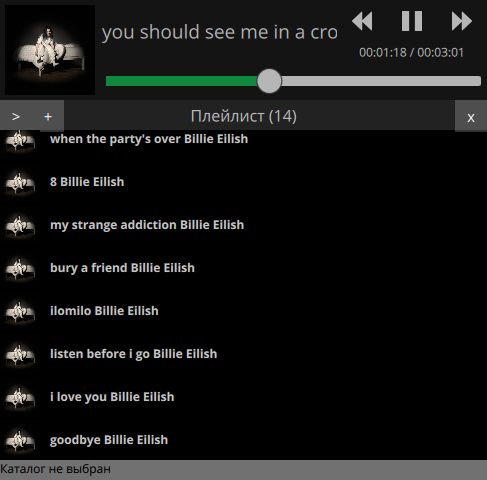 you should see me in a cro
00:01:18 / 00:03:01
> + Плейлист (14) x
when the party's over Billie Eilish
8 Billie Eilish
my strange addiction Billie Eilish
bury a friend Billie Eilish
ilomilo Billie Eilish
listen before i go Billie Eilish
i love you Billie Eilish
goodbye Billie Eilish
Каталог не выбран